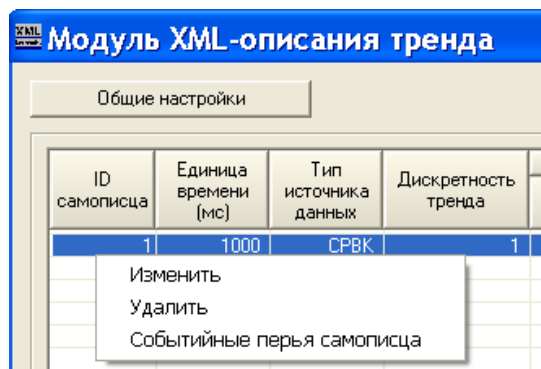 XML
Модуль XML-описания тренда
Общие настройки
ID самописца
Единица времени (мс)
Тип источника данных
Дискретность тренда
1 1000 СРВК 1
Изменить
Удалить
Событийные перья самописца